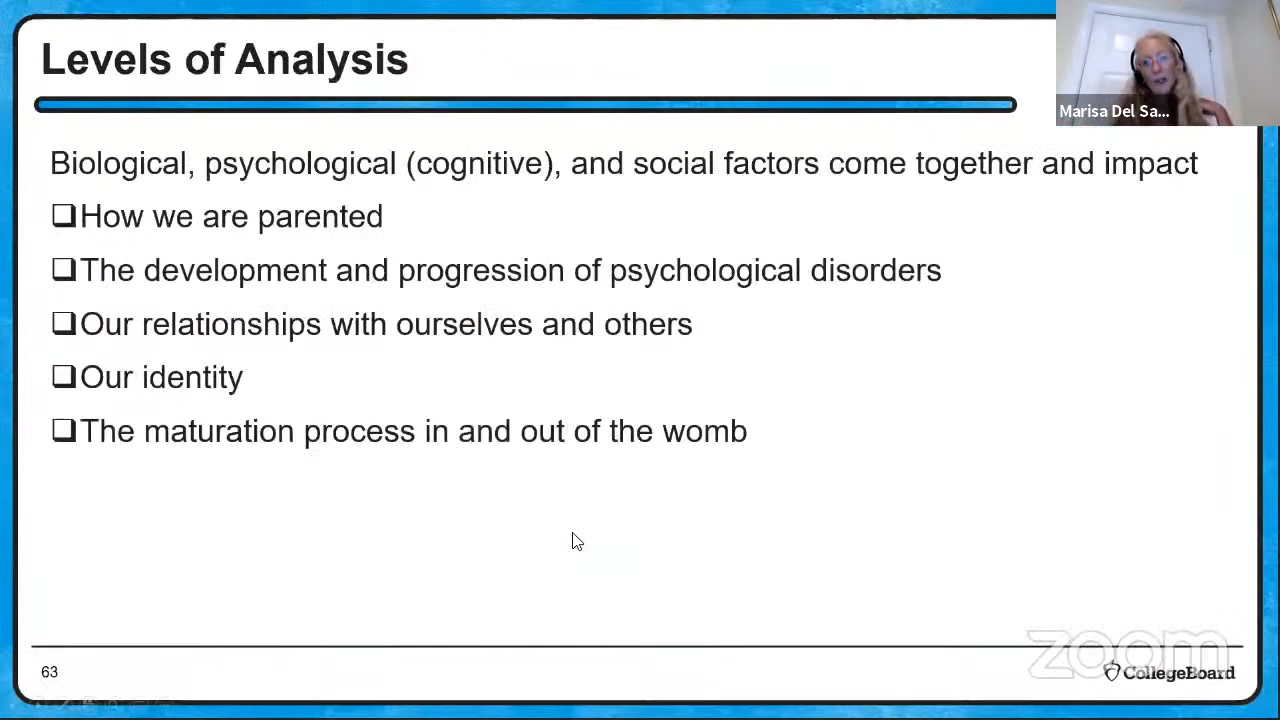 Levels of Analysis
Marisa Del Sa...
Biological, psychological (cognitive), and social factors come together and impact
❑How we are parented
❑The development and progression of psychological disorders
❑Our relationships with ourselves and others
❑Our identity
❑The maturation process in and out of the womb
zoom
63
CollegeBoard